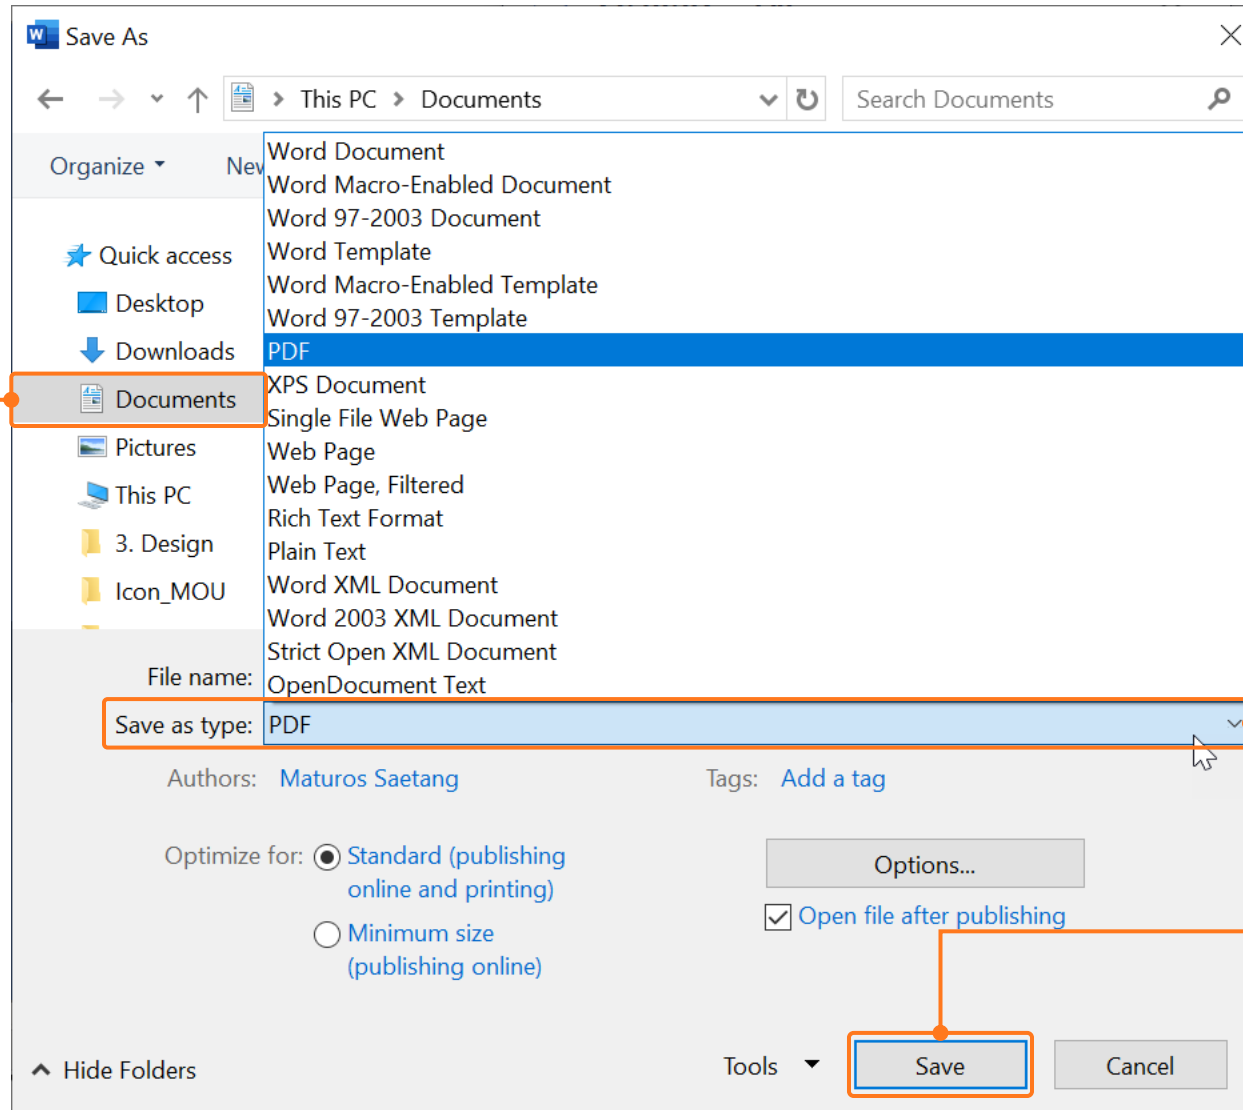 Save As
This PC > Documents
Search Documents
Organize
New
Word Document
Word Macro-Enabled Document
Word 97-2003 Document
Word Template
Word Macro-Enabled Template
Word 97-2003 Template
PDF
XPS Document
Single File Web Page
Web Page
Web Page, Filtered
Rich Text Format
Plain Text
Word XML Document
Word 2003 XML Document
Strict Open XML Document
OpenDocument Text
Quick access
Desktop
Downloads
Documents
Pictures
This PC
3. Design
Icon_MOU
File name:
Save as type: PDF
Authors: Maturos Saetang
Tags: Add a tag
Optimize for:
Standard (publishing
online and printing)
Minimum size
(publishing online)
Options...
Open file after publishing
Hide Folders
Tools
Save
Cancel